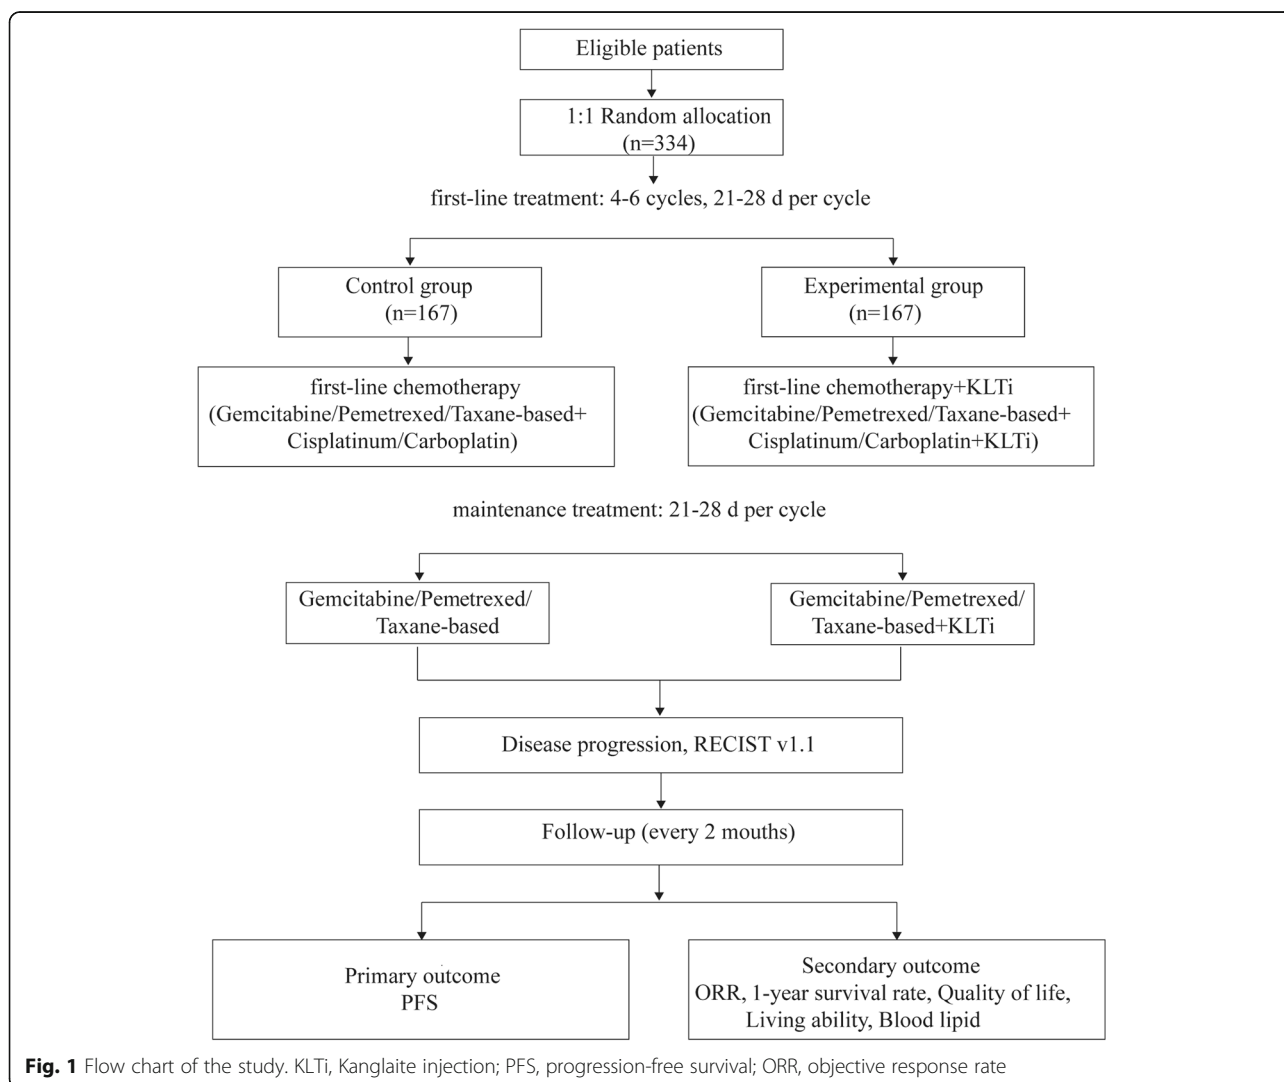 Eligible patients
1:1 Random allocation
(n=334)
first-line treatment: 4-6 cycles, 21-28 d per cycle
Control group
(n=167)
Experimental group
(n=167)
first-line chemotherapy
(Gemcitabine/Pemetrexed/Taxane-based+
Cisplatinum/Carboplatin)
first-line chemotherapy+KLTi
(Gemcitabine/Pemetrexed/Taxane-based+
Cisplatinum/Carboplatin+KLTi)
maintenance treatment: 21-28 d per cycle
Gemcitabine/Pemetrexed/
Taxane-based
Gemcitabine/Pemetrexed/
Taxane-based+KLTi
Disease progression, RECIST v1.1
Follow-up (every 2 mouths)
Primary outcome
PFS
Secondary outcome
ORR, 1-year survival rate, Quality of life,
Living ability, Blood lipid
Fig. 1 Flow chart of the study. KLTi, Kanglaite injection; PFS, progression-free survival; ORR, objective response rate